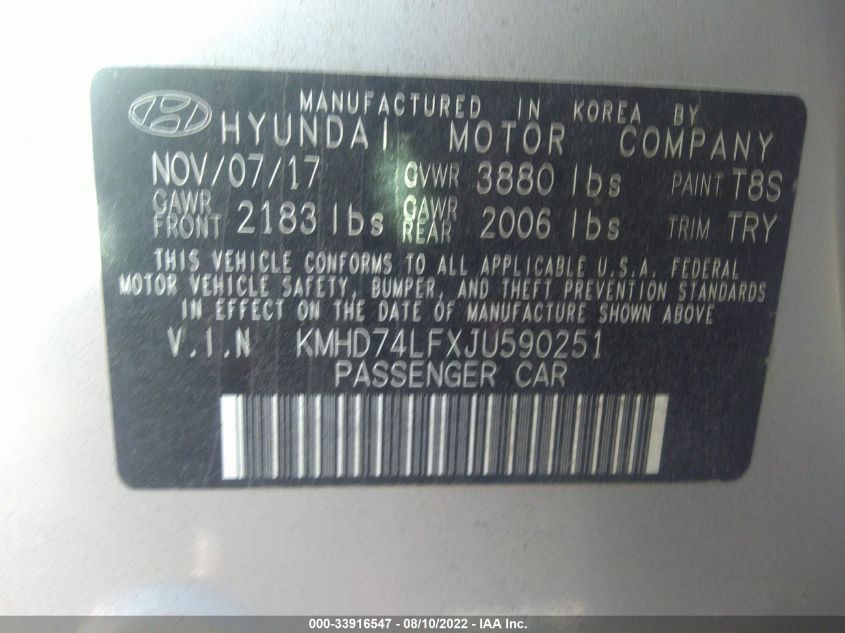 MANUFACTURED IN KOREA BY
HYUNDAI MOTOR COMPANY
NOV/07/17 GVWR 3880 lbs PAINT T8S
GAWR FRONT 2183 lbs GAWR REAR 2006 lbs TRIM TRY
THIS VEHICLE CONFORMS TO ALL APPLICABLE U.S.A. FEDERAL
MOTOR VEHICLE SAFETY, BUMPER, AND THEFT PREVENTION STANDARDS
IN EFFECT ON THE DATE OF MANUFACTURE SHOWN ABOVE
V.I.N KMHD74LFXJU590251
PASSENGER CAR
000-33916547 - 08/10/2022 - IAA Inc.